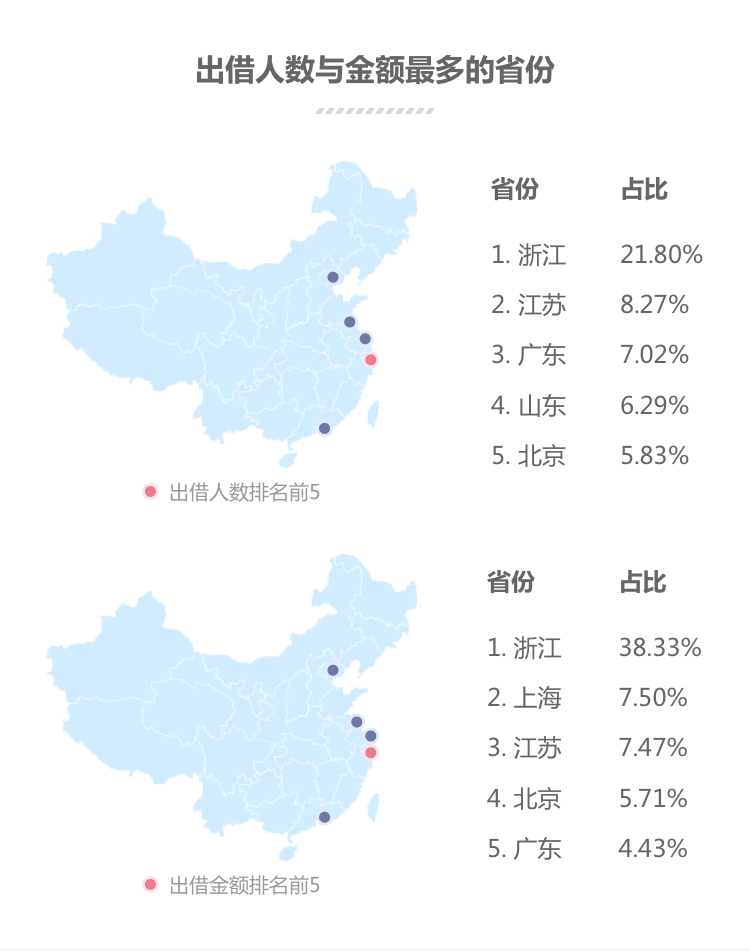 出借人数与金额最多的省份
省份 占比
1. 浙江 21.80%
2. 江苏 8.27%
3. 广东 7.02%
4. 山东 6.29%
5. 北京 5.83%
出借人数排名前5
省份 占比
1. 浙江 38.33%
2. 上海 7.50%
3. 江苏 7.47%
4. 北京 5.71%
5. 广东 4.43%
出借金额排名前5